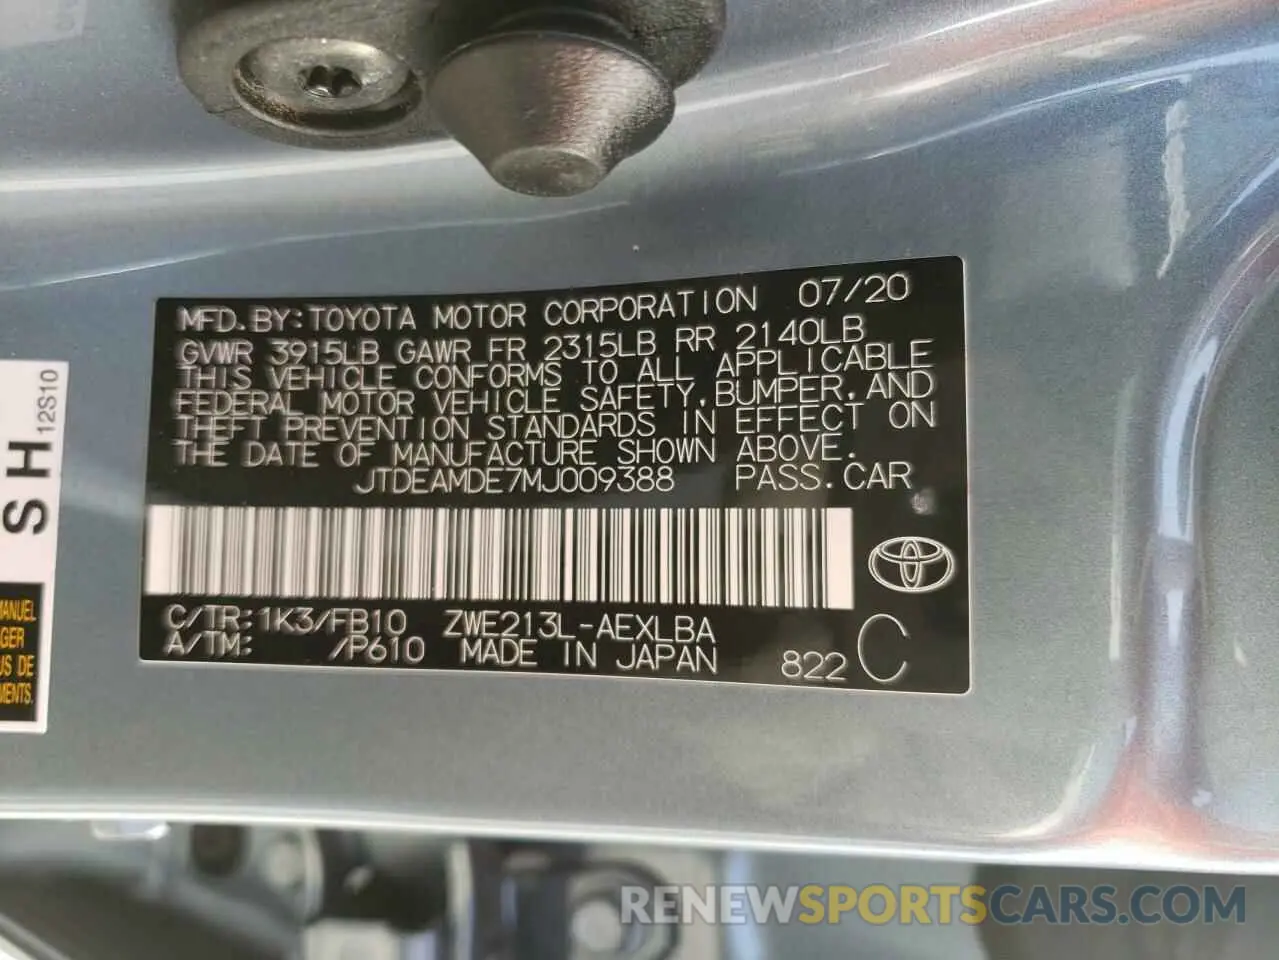 MFD.BY:TOYOTA MOTOR CORPORATION 07/20
GVWR 3915LB GAWR FR 2315LB RR 2140LB
THIS VEHICLE CONFORMS TO ALL APPLICABLE
FEDERAL MOTOR VEHICLE SAFETY,BUMPER,AND
THEFT PREVENTION STANDARDS IN EFFECT ON
THE DATE OF MANUFACTURE SHOWN ABOVE.
JTDEAMDE7MJ009388 PASS.CAR
C/TR:1K3/FB10 ZWE213L-AEXLBA
A/TM: /P610 MADE IN JAPAN 822 C
SH 12S10
MANUEL
GER
US DE
MENTS.
RENEWSPORTSCARS.COM